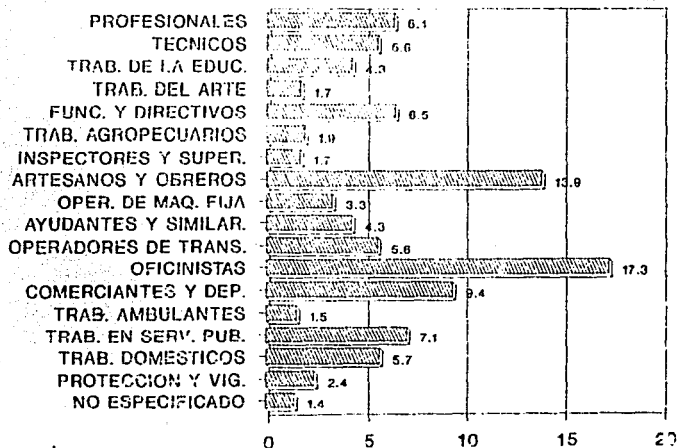 PROFESIONALES 6.1
TECNICOS 5.6
TRAB. DE LA EDUC. 4.3
TRAB. DEL ARTE 1.7
FUNC. Y DIRECTIVOS 6.5
TRAB. AGROPECUARIOS 1.9
INSPECTORES Y SUPER. 1.7
ARTESANOS Y OBREROS 13.9
OPER. DE MAQ. FIJA 3.3
AYUDANTES Y SIMILAR. 4.3
OPERADORES DE TRANS. 5.6
OFICINISTAS 17.3
COMERCIANTES Y DEP. 9.4
TRAB. AMBULANTES 1.5
TRAB. EN SERV. PUB. 7.1
TRAB. DOMESTICOS 5.7
PROTECCION Y VIG. 2.4
NO ESPECIFICADO 1.4
0 5 10 15 20